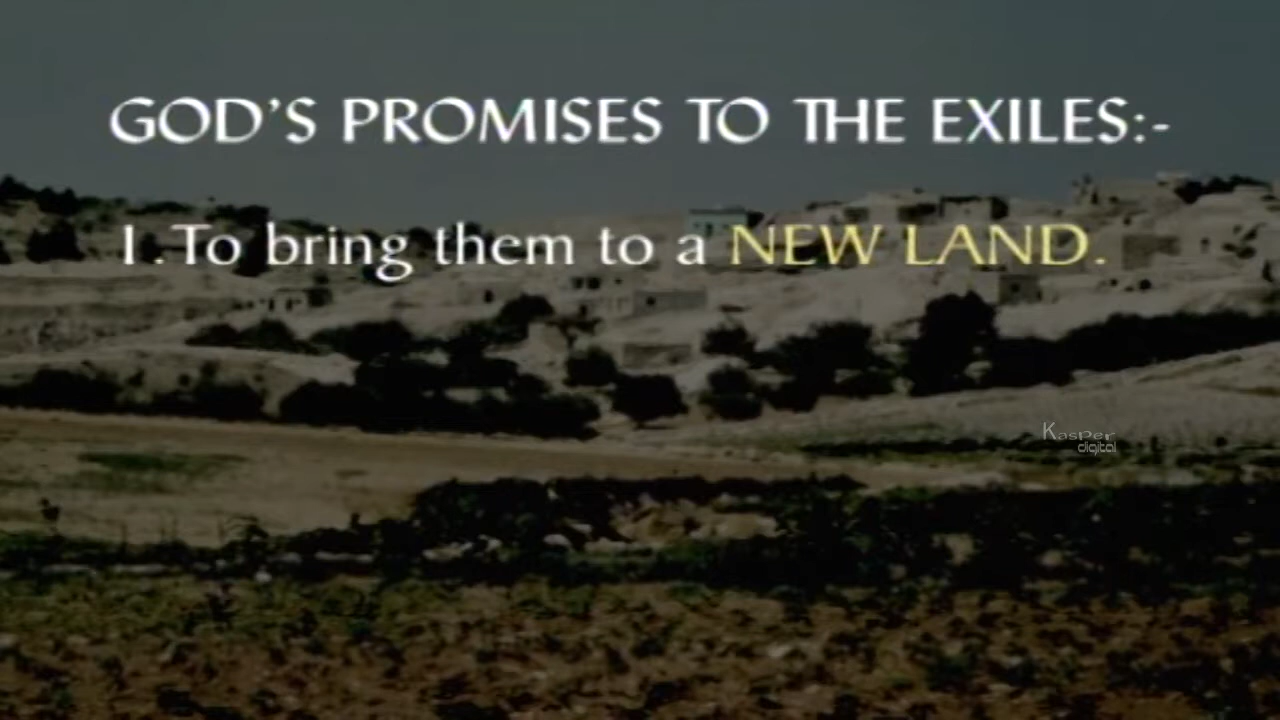 GOD'S PROMISES TO THE EXILES:-
1.To bring them to a NEW LAND.
Kasper
digital